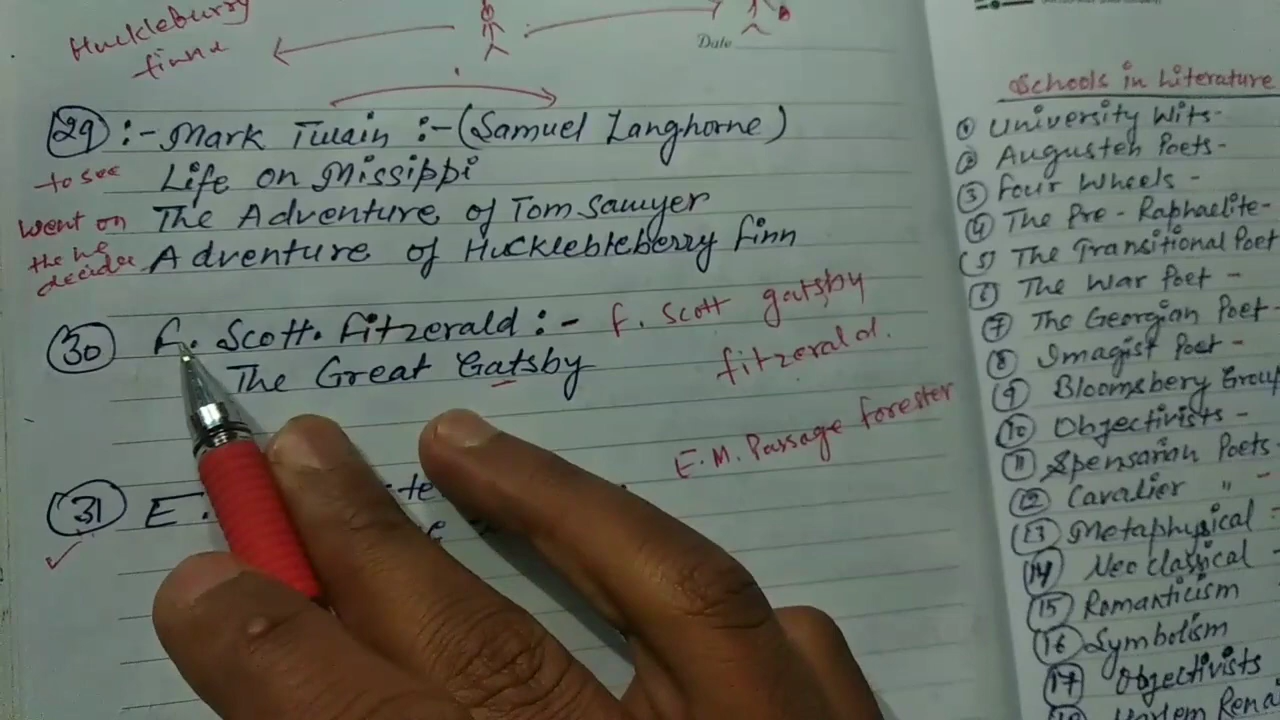 Huckleburry
finna
Date
29 :- Mark Twain :- (Samuel Langhorne)
to see Life on Missippi
went on The Adventure of Tom Sawyer
the he
decide Adventure of Hucklebleberry finn
30 F. Scott. Fitzerald :- F. Scott gatsby
fitzerald.
The Great Gatsby
E.M. Passage forester
31 E.
Schools in Literature
1 University Wits-
2 Augusten Poets-
3 Four Wheels -
4 The Pre-Raphaelite-
5 The Transitional Poet
6 The War Poet -
7 The Georgian Poet-
8 Imagist Poet -
9 Bloomsbery Group
10 Objectivists -
11 Spensarian Poets
12 Cavalier " -
13 Metaphysical -
14 Neoclassical -
15 Romanticism
16 Symbolism
17 Objectivists